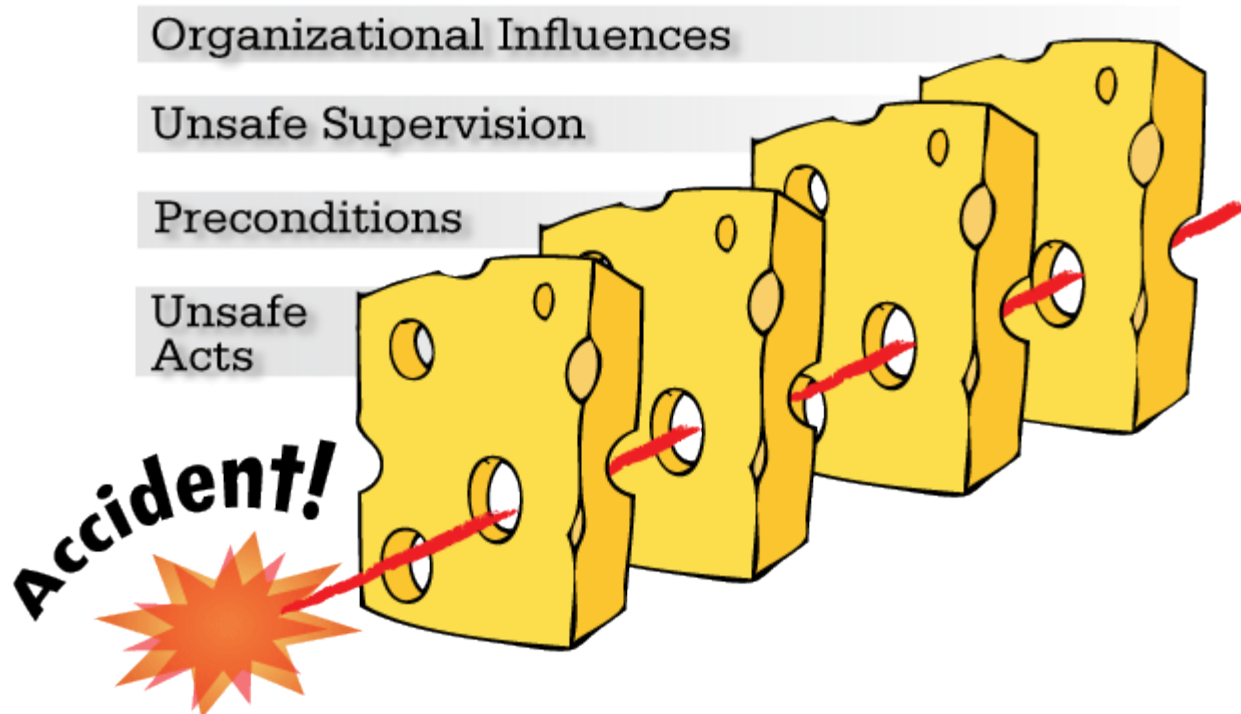 Organizational Influences
Unsafe Supervision
Preconditions
Unsafe
Acts
Accident!